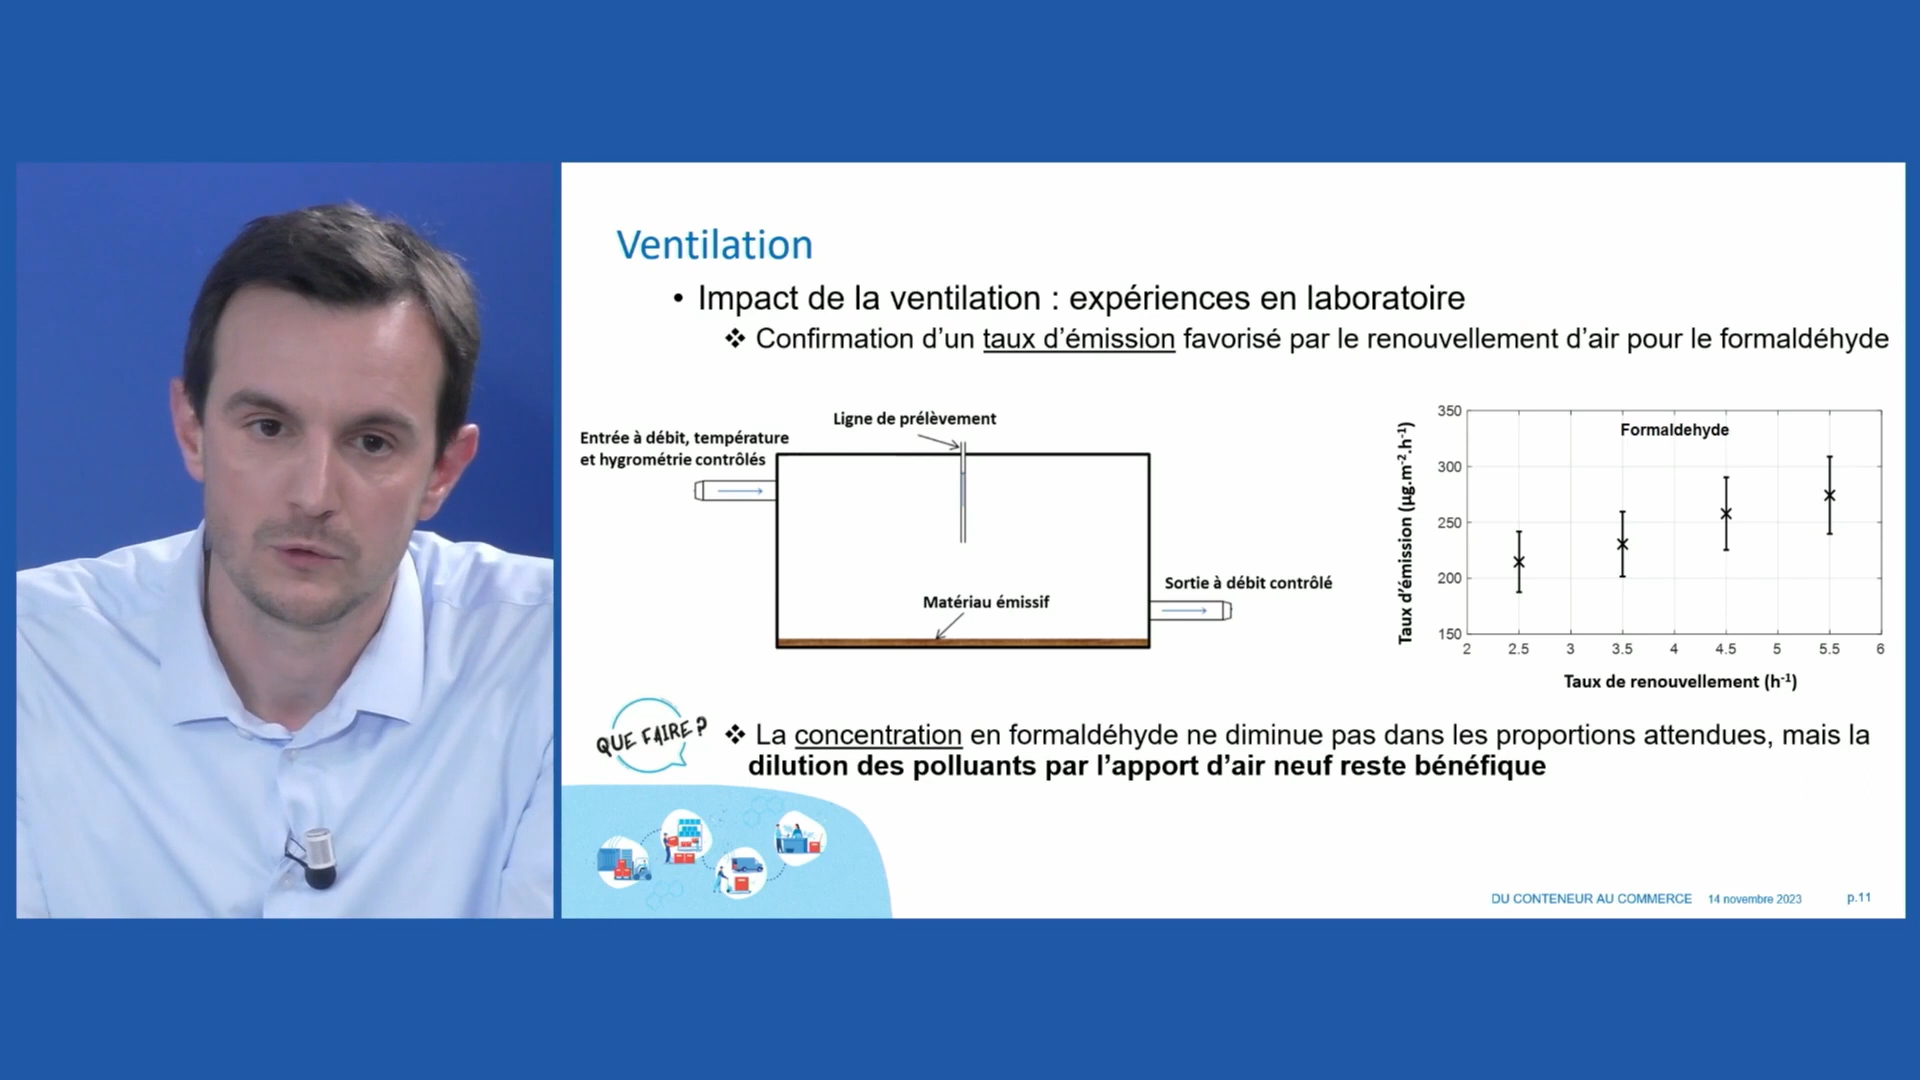 Ventilation
• Impact de la ventilation : expériences en laboratoire
❖ Confirmation d'un taux d'émission favorisé par le renouvellement d'air pour le formaldéhyde
Ligne de prélèvement
Entrée à débit, température
et hygrométrie contrôlés
Matériau émissif
Sortie à débit contrôlé
Formaldehyde
Taux d'émission (µg.m⁻².h⁻¹)
350
300
250
200
150
2 2.5 3 3.5 4 4.5 5 5.5 6
Taux de renouvellement (h⁻¹)
QUE FAIRE ?
❖ La concentration en formaldéhyde ne diminue pas dans les proportions attendues, mais la
dilution des polluants par l'apport d'air neuf reste bénéfique
DU CONTENEUR AU COMMERCE 14 novembre 2023 p.11